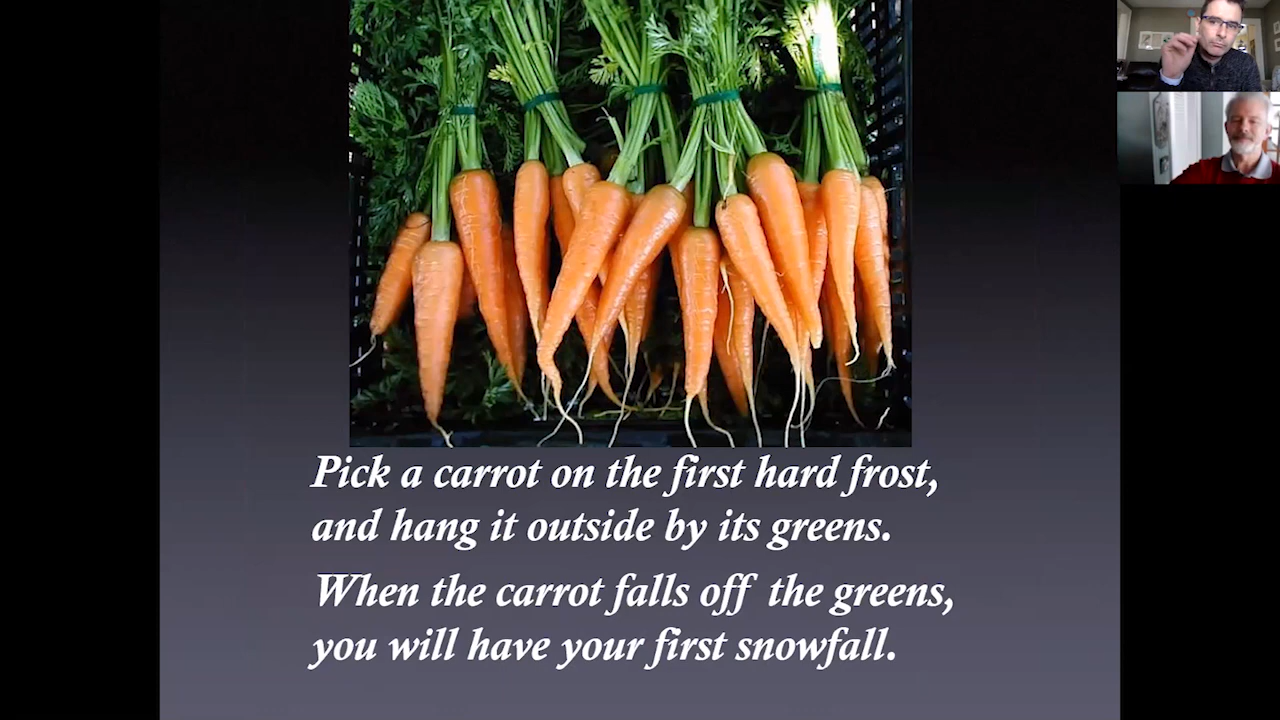 Pick a carrot on the first hard frost,
and hang it outside by its greens.
When the carrot falls off the greens,
you will have your first snowfall.